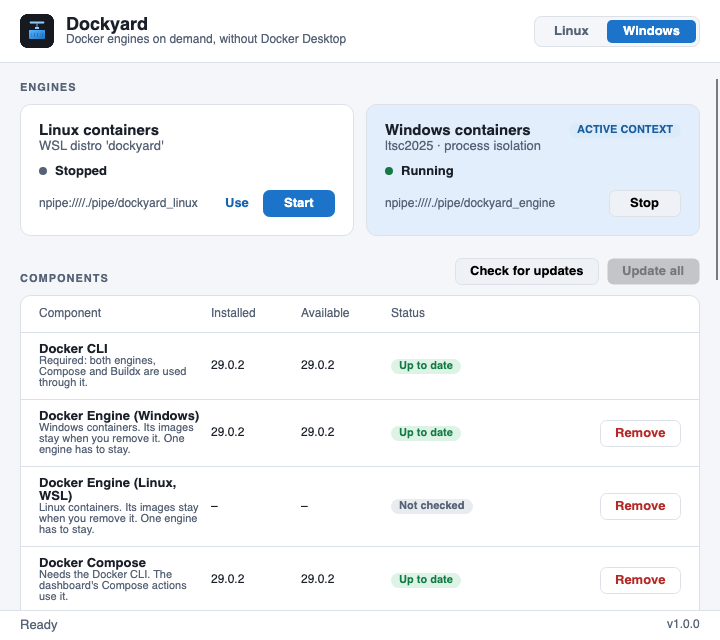 Dockyard
Docker engines on demand, without Docker Desktop
Linux
Windows
ENGINES
Linux containers
WSL distro 'dockyard'
Stopped
npipe:////./pipe/dockyard_linux
Use
Start
Windows containers
ACTIVE CONTEXT
ltsc2025 · process isolation
Running
npipe:////./pipe/dockyard_engine
Stop
COMPONENTS
Check for updates
Update all
Component
Installed
Available
Status
Docker CLI
Required: both engines,
Compose and Buildx are used
through it.
29.0.2
29.0.2
Up to date
Docker Engine (Windows)
Windows containers. Its images
stay when you remove it. One
engine has to stay.
29.0.2
29.0.2
Up to date
Remove
Docker Engine (Linux,
WSL)
Linux containers. Its images stay
when you remove it. One engine
has to stay.
–
–
Not checked
Remove
Docker Compose
Needs the Docker CLI. The
dashboard's Compose actions
use it.
29.0.2
29.0.2
Up to date
Remove
Ready
v1.0.0